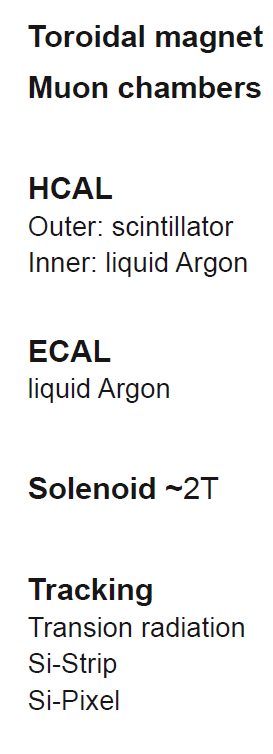 Toroidal magnet
Muon chambers
HCAL
Outer: scintillator
Inner: liquid Argon
ECAL
liquid Argon
Solenoid ~2T
Tracking
Transion radiation
Si-Strip
Si-Pixel